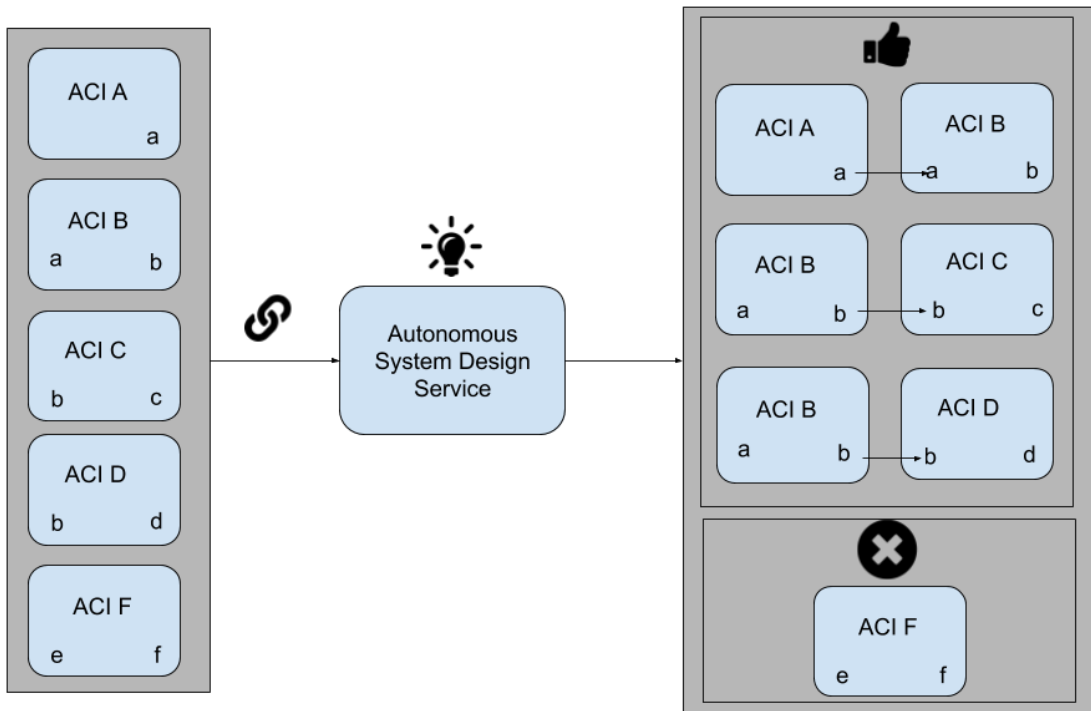 ACI A
a
ACI B
a b
ACI C
b c
ACI D
b d
ACI F
e f
Autonomous
System Design
Service
ACI A
a
ACI B
a b
ACI B
a b
ACI C
b c
ACI B
a b
ACI D
b d
ACI F
e f